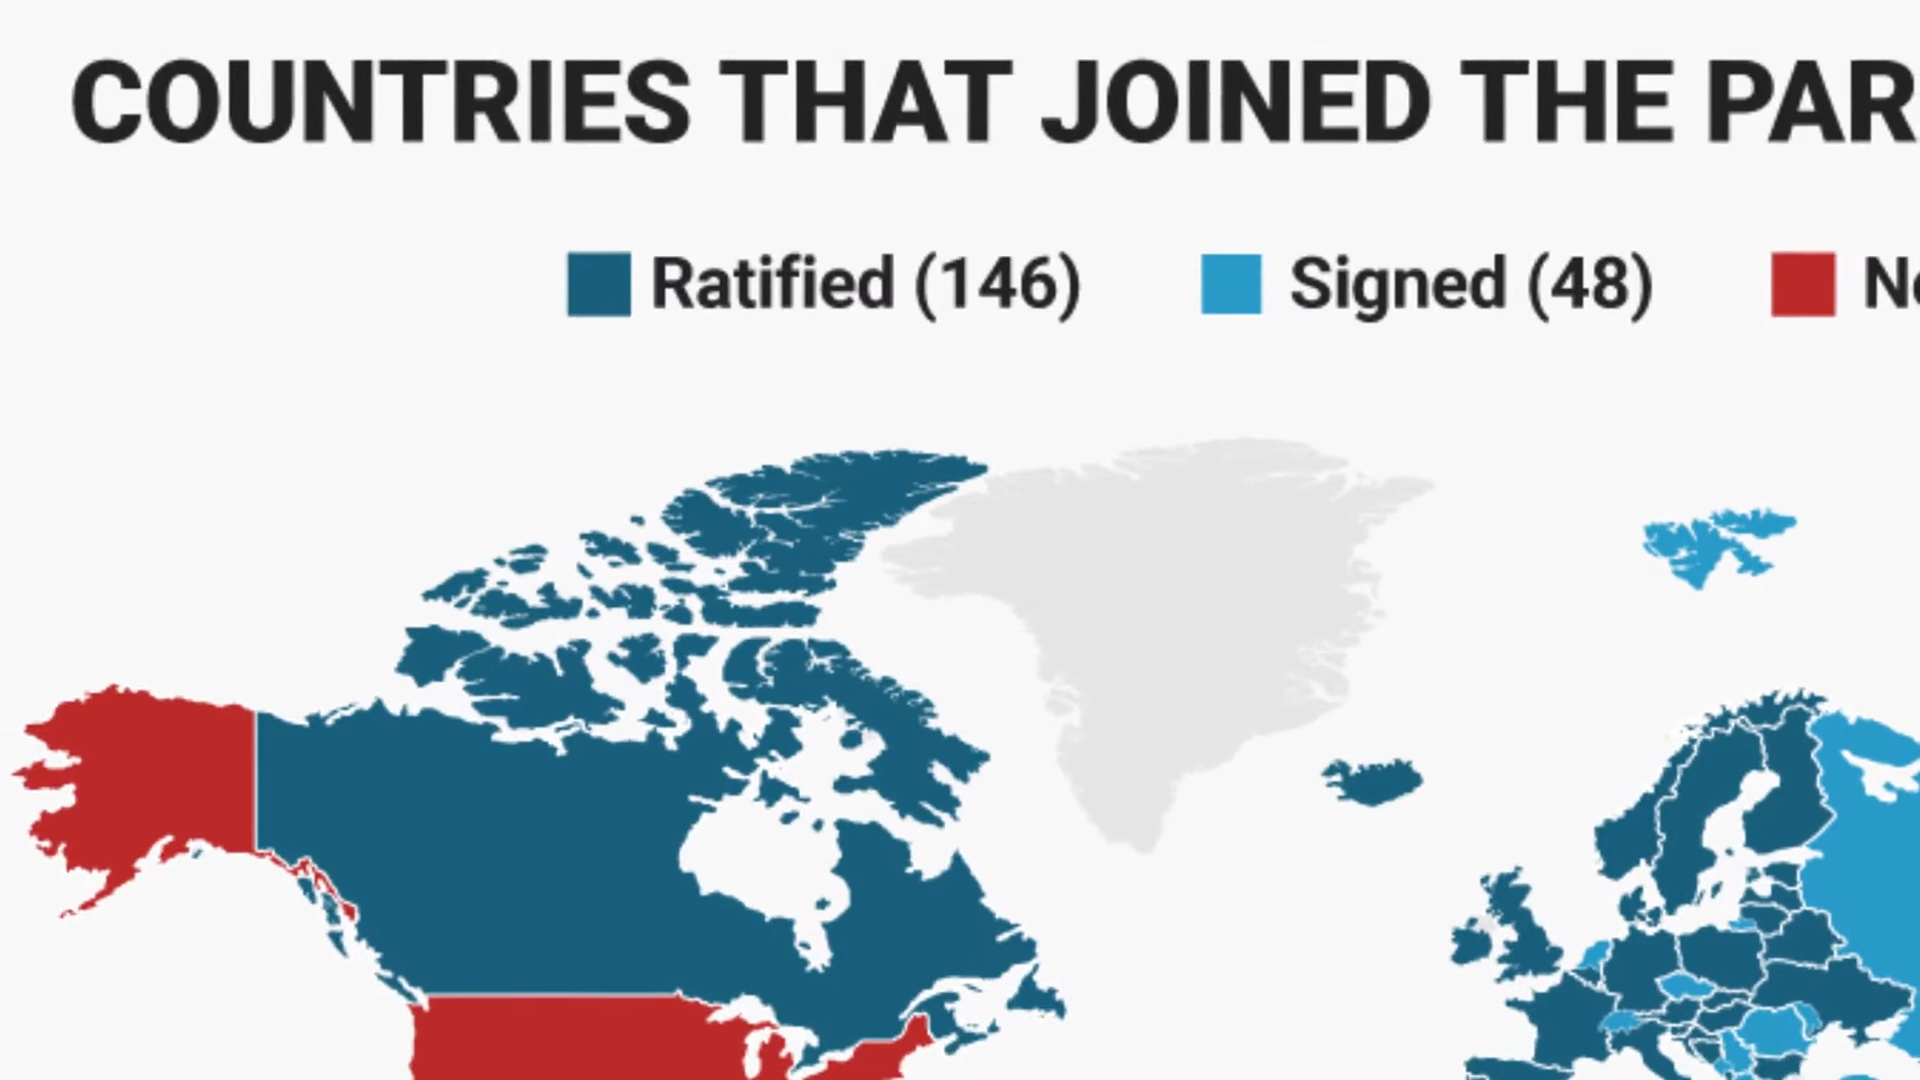 COUNTRIES THAT JOINED THE PAR
Ratified (146) Signed (48)